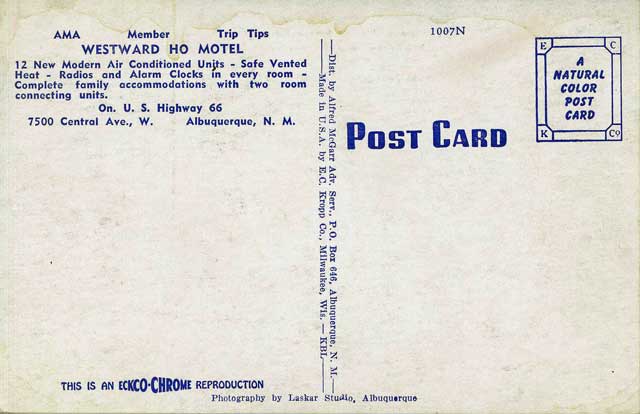 AMA Member Trip Tips
WESTWARD HO MOTEL
12 New Modern Air Conditioned Units - Safe Vented
Heat - Radios and Alarm Clocks in every room -
Complete family accommodations with two room
connecting units.
On. U. S. Highway 66
7500 Central Ave., W. Albuquerque, N. M.
THIS IS AN ECKCO-CHROME REPRODUCTION
—Dist. by Alfred McGarr Adv. Serv., P.O. Box 646, Albuquerque, N. M.—
—Made in U.S.A. by E.C. Kropp Co., Milwaukee, Wis. — KBL—
Photography by Laskar Studio, Albuquerque
1007N
POST CARD
E C
A
NATURAL
COLOR
POST
CARD
K Co